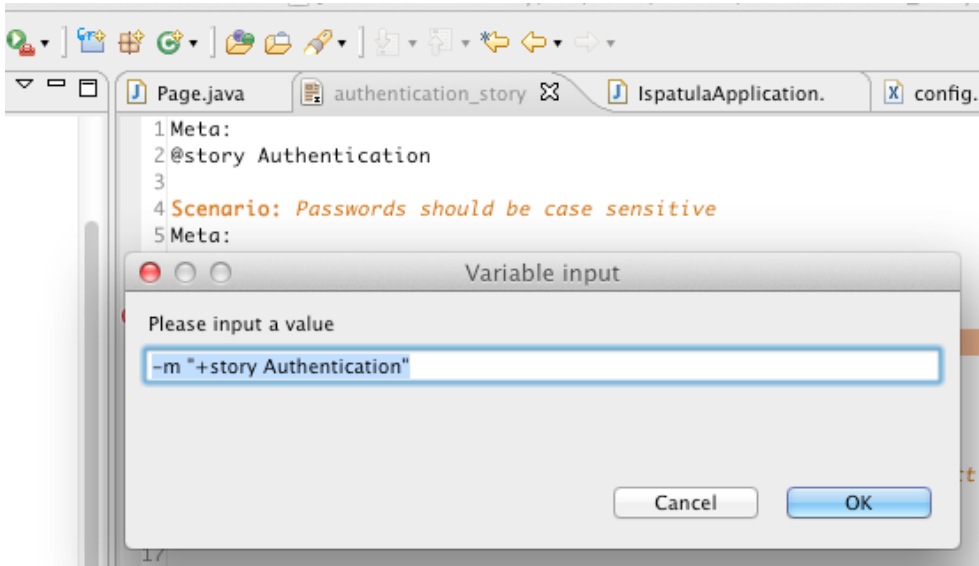 Page.java
authentication_story
IspatulaApplication.
config.
1 Meta:
2 @story Authentication
3
4 Scenario: Passwords should be case sensitive
5 Meta:
Variable input
Please input a value
-m "+story Authentication"
Cancel
OK
17